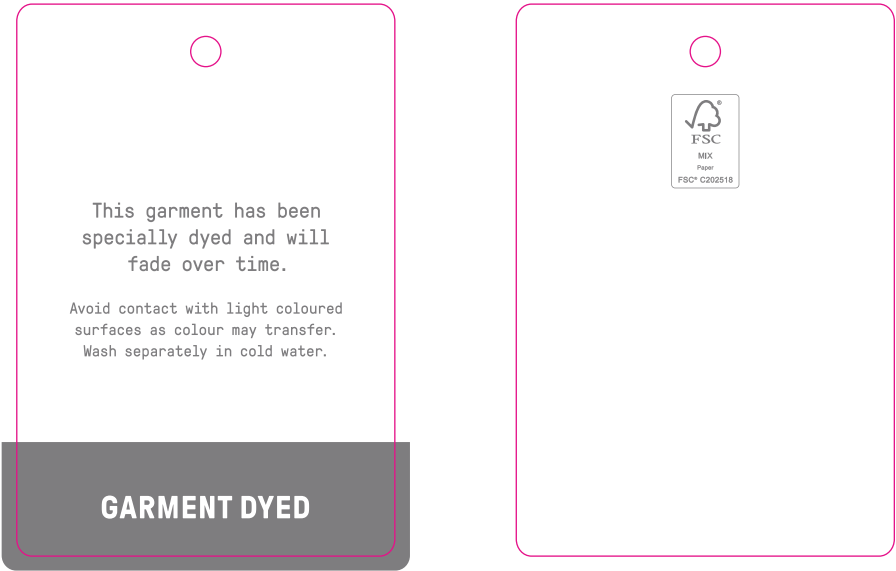 This garment has been
specially dyed and will
fade over time.
Avoid contact with light coloured
surfaces as colour may transfer.
Wash separately in cold water.
GARMENT DYED
®
FSC
MIX
Paper
FSC® C202518